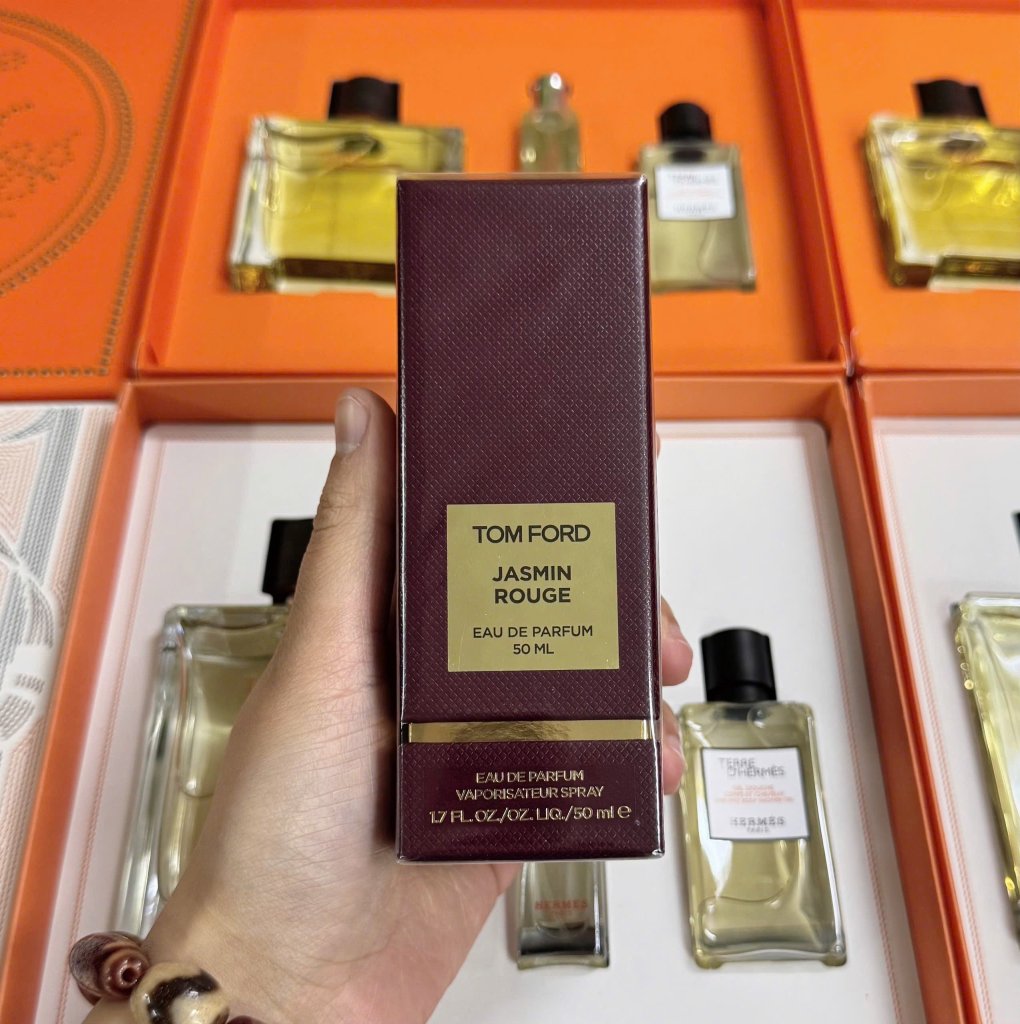 TOM FORD
JASMIN
ROUGE
EAU DE PARFUM
50 ML
EAU DE PARFUM
VAPORISATEUR SPRAY
1.7 FL. OZ./OZ. LIQ./50 ml e
TERRE
D'HERMÈS
HERMÈS
PARIS
HERMES